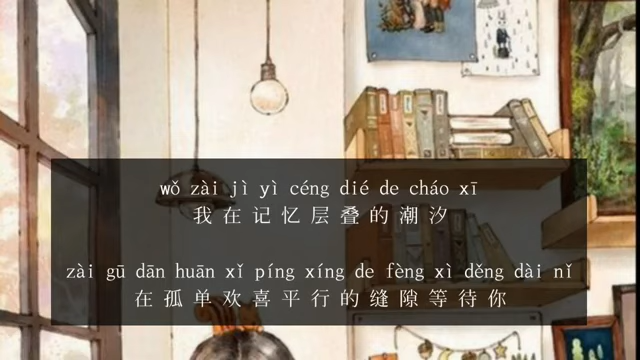 wǒ zài jì yì céng dié de cháo xī
我在记忆层叠的潮汐
zài gū dān huān xǐ píng xíng de fèng xì děng dài nǐ
在孤单欢喜平行的缝隙等待你